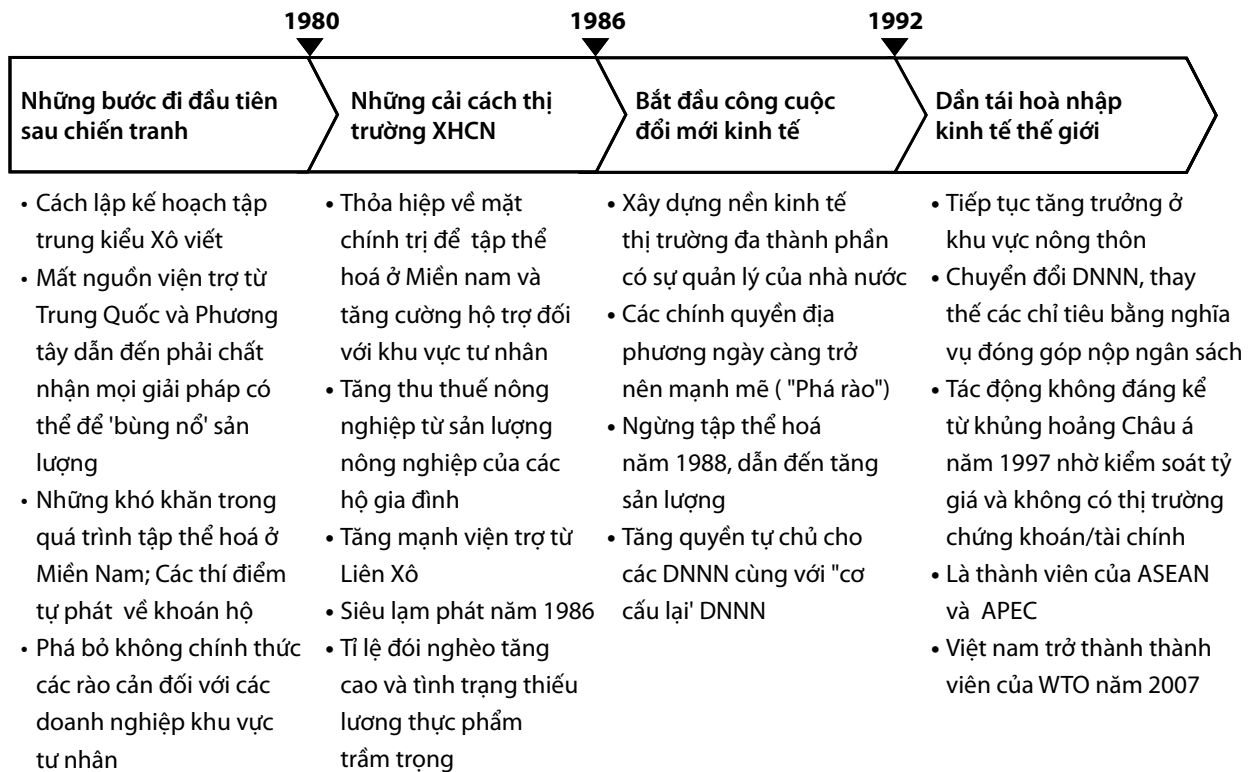 1980
1986
1992
Những bước đi đầu tiên
sau chiến tranh
Những cải cách thị
trường XHCN
Bắt đầu công cuộc
đổi mới kinh tế
Dần tái hoà nhập
kinh tế thế giới
• Cách lập kế hoạch tập
trung kiểu Xô viết
• Mất nguồn viện trợ từ
Trung Quốc và Phương
tây dẫn đến phải chất
nhận mọi giải pháp có
thể để 'bùng nổ' sản
lượng
• Những khó khăn trong
quá trình tập thể hoá ở
Miền Nam; Các thí điểm
tự phát về khoán hộ
• Phá bỏ không chính thức
các rào cản đối với các
doanh nghiệp khu vực
tư nhân
• Thỏa hiệp về mặt
chính trị để tập thể
hoá ở Miền nam và
tăng cường hộ trợ đối
với khu vực tư nhân
• Tăng thu thuế nông
nghiệp từ sản lượng
nông nghiệp của các
hộ gia đình
• Tăng mạnh viện trợ từ
Liên Xô
• Siêu lạm phát năm 1986
• Tỉ lệ đói nghèo tăng
cao và tình trạng thiếu
lương thực phẩm
trầm trọng
• Xây dựng nền kinh tế
thị trường đa thành phần
có sự quản lý của nhà nước
• Các chính quyền địa
phương ngày càng trở
nên mạnh mẽ ( "Phá rào")
• Ngừng tập thể hoá
năm 1988, dẫn đến tăng
sản lượng
• Tăng quyền tự chủ cho
các DNNN cùng với "cơ
cấu lại' DNNN
• Tiếp tục tăng trưởng ở
khu vực nông thôn
• Chuyển đổi DNNN, thay
thế các chỉ tiêu bằng nghĩa
vụ đóng góp nộp ngân sách
• Tác động không đáng kể
từ khủng hoảng Châu á
năm 1997 nhờ kiểm soát tỷ
giá và không có thị trường
chứng khoán/tài chính
• Là thành viên của ASEAN
và APEC
• Việt nam trở thành thành
viên của WTO năm 2007